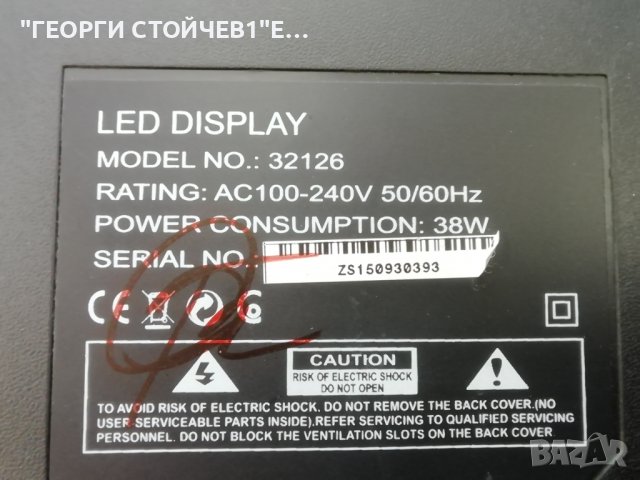 "ГЕОРГИ СТОЙЧЕВ1"Е...
LED DISPLAY
MODEL NO.: 32126
RATING: AC100-240V 50/60Hz
POWER CONSUMPTION: 38W
SERIAL NO.:
ZS150930393
CE
CAUTION
RISK OF ELECTRIC SHOCK
DO NOT OPEN
TO AVOID RISK OF ELECTRIC SHOCK, DO NOT REMOVE THE BACK COVER.(NO
USER SERVICEABLE PARTS INSIDE).REFER SERVICING TO QUALIFIED SERVICING
PERSONNEL. DO NOT BLOCK THE VENTILATION SLOTS ON THE BACK COVER
BAZAR